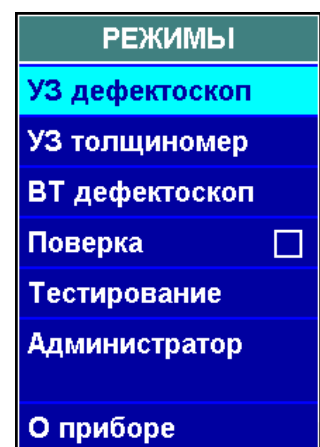 РЕЖИМЫ
УЗ дефектоскоп
УЗ толщиномер
ВТ дефектоскоп
Поверка
Тестирование
Администратор
О приборе